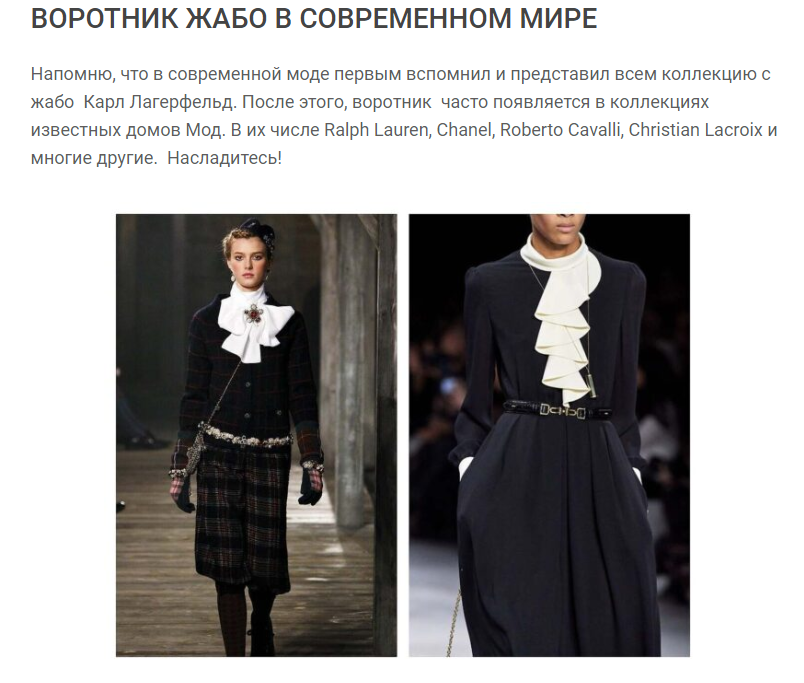 ВОРОТНИК ЖАБО В СОВРЕМЕННОМ МИРЕ
Напомню, что в современной моде первым вспомнил и представил всем коллекцию с
жабо  Карл Лагерфельд. После этого, воротник  часто появляется в коллекциях
известных домов Мод. В их числе Ralph Lauren, Chanel, Roberto Cavalli, Christian Lacroix и
многие другие.  Насладитесь!